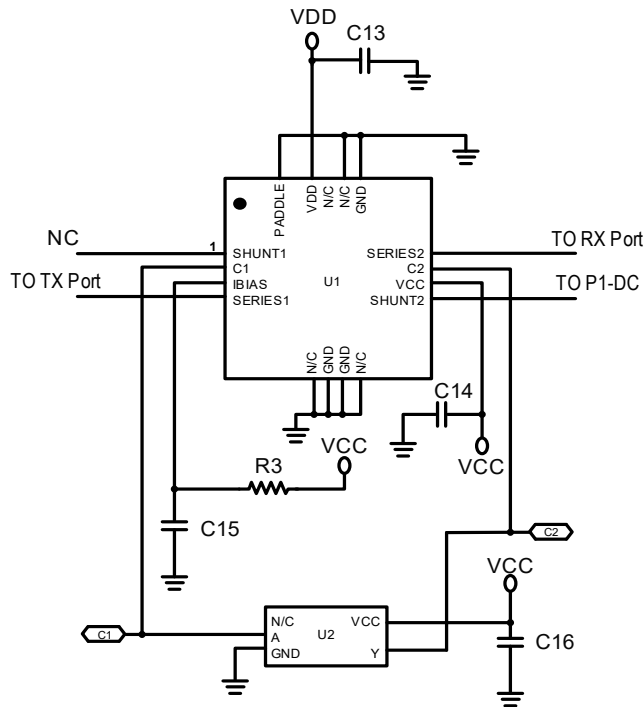 VDD
C13
PADDLE
VDD
N/C
N/C
GND
NC
1
SHUNT1
SERIES2
TO RX Port
C1
C2
TO TX Port
IBIAS
U1
VCC
SERIES1
SHUNT2
TO P1-DC
N/C
GND
GND
N/C
C14
VCC
R3
VCC
C15
C2
VCC
N/C
VCC
C1
A
U2
GND
Y
C16